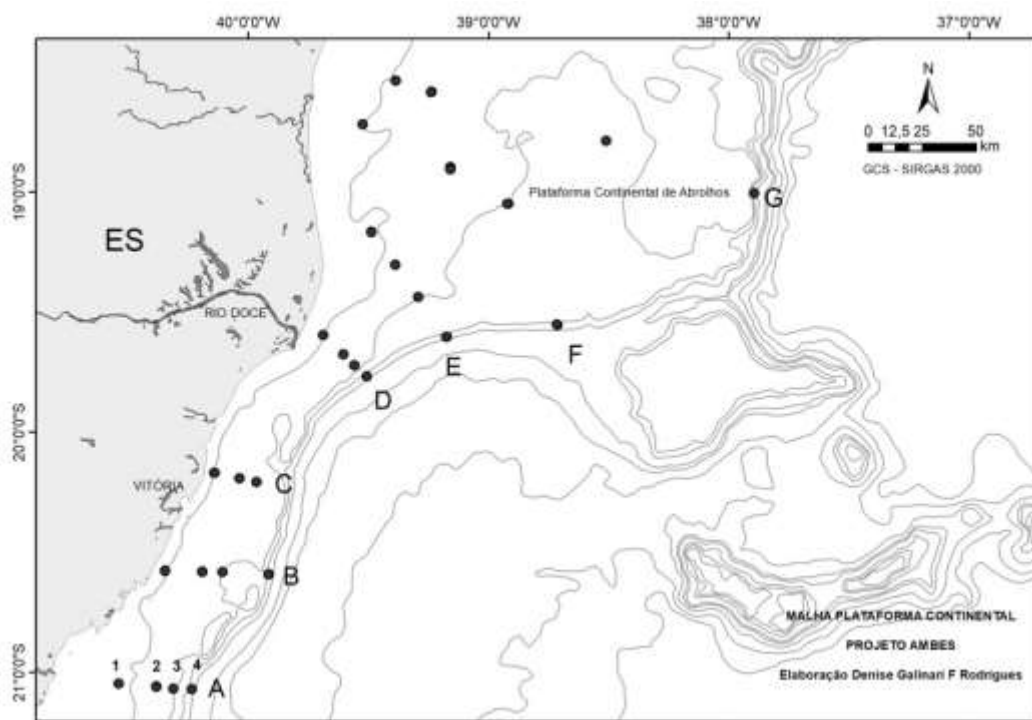 40°0'0"W 39°0'0"W 38°0'0"W 37°0'0"W
N
0 12,5 25 50
km
GCS - SIRGAS 2000
19°0'0"S
Plataforma Continental de Abrolhos
G
ES
RIO DOCE
F
E
D
20°0'0"S
C
VITÓRIA
B
MALHA PLATAFORMA CONTINENTAL
PROJETO AMBES
Elaboração Denise Galinari F Rodrigues
1 2 3 4
A
21°0'0"S